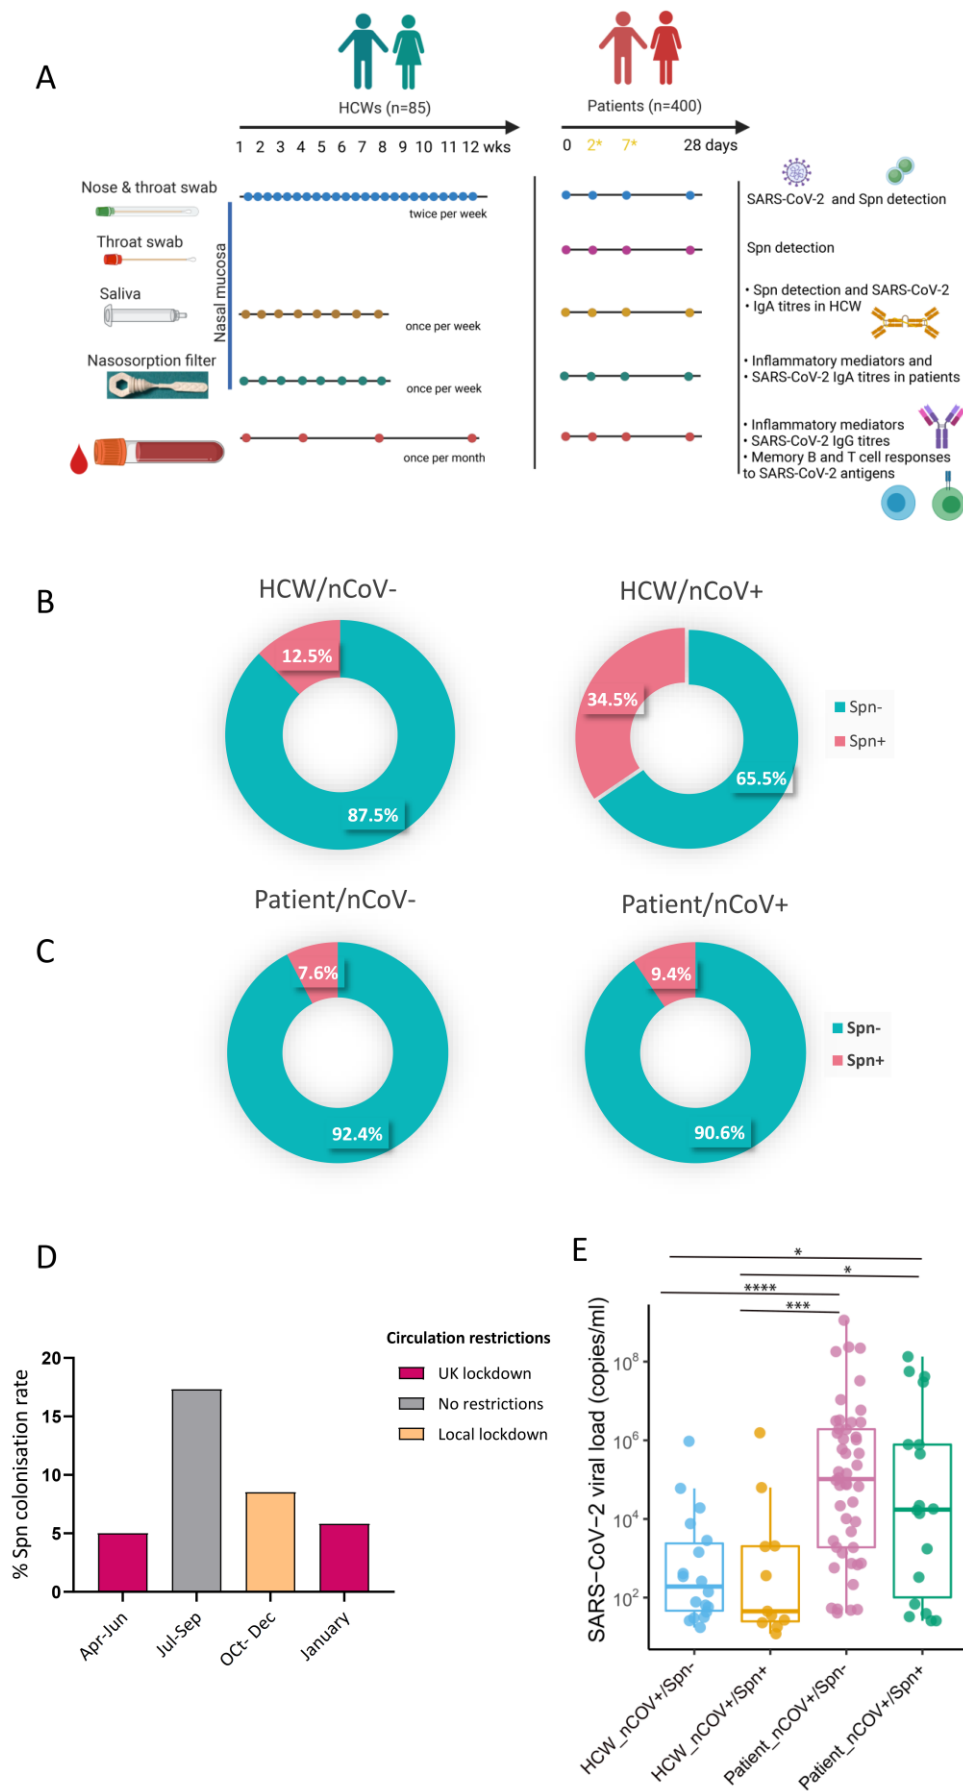 A
HCWs (n=85)
Patients (n=400)
1 2 3 4 5 6 7 8 9 10 11 12 wks
0 2* 7* 28 days
Nose & throat swab
twice per week
SARS-CoV-2 and Spn detection
Throat swab
Spn detection
Nasal mucosa
Saliva
once per week
• Spn detection and SARS-CoV-2
• IgA titres in HCW
Nasosorption filter
once per week
• Inflammatory mediators and
• SARS-CoV-2 IgA titres in patients
once per month
• Inflammatory mediators
• SARS-CoV-2 IgG titres
• Memory B and T cell responses
to SARS-CoV-2 antigens
B
HCW/nCoV-
HCW/nCoV+
12.5%
87.5%
34.5%
65.5%
Spn-
Spn+
C
Patient/nCoV-
Patient/nCoV+
7.6%
92.4%
9.4%
90.6%
Spn-
Spn+
D
% Spn colonisation rate
20
15
10
5
0
Apr-Jun
Jul-Sep
OCt- Dec
January
Circulation restrictions
UK lockdown
No restrictions
Local lockdown
E
*
*
****
***
SARS−CoV−2 viral load (copies/ml)
10⁸
10⁶
10⁴
10²
HCW_nCOV+/Spn-
HCW_nCOV+/Spn+
Patient_nCOV+/Spn-
Patient_nCOV+/Spn+